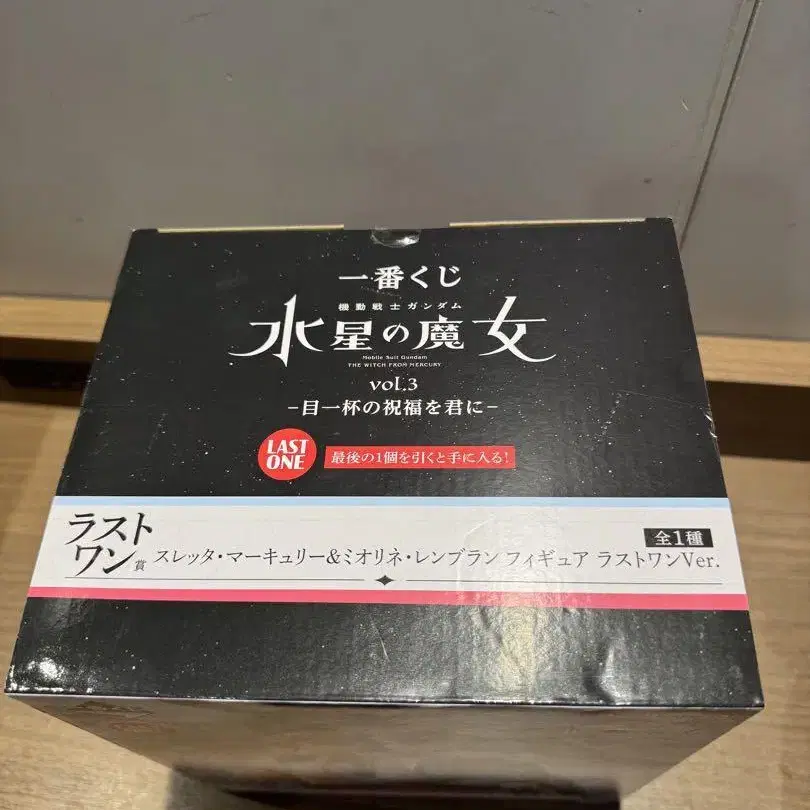 一番くじ
機動戦士ガンダム
水星の魔女
Mobile Suit Gundam
THE WITCH FROM MERCURY
vol.3
-目一杯の祝福を君に-
LAST
ONE
最後の1個を引くと手に入る!
全1種
ラスト
ワン賞
スレッタ・マーキュリー&ミオリネ・レンブラン フィギュア ラストワンVer.